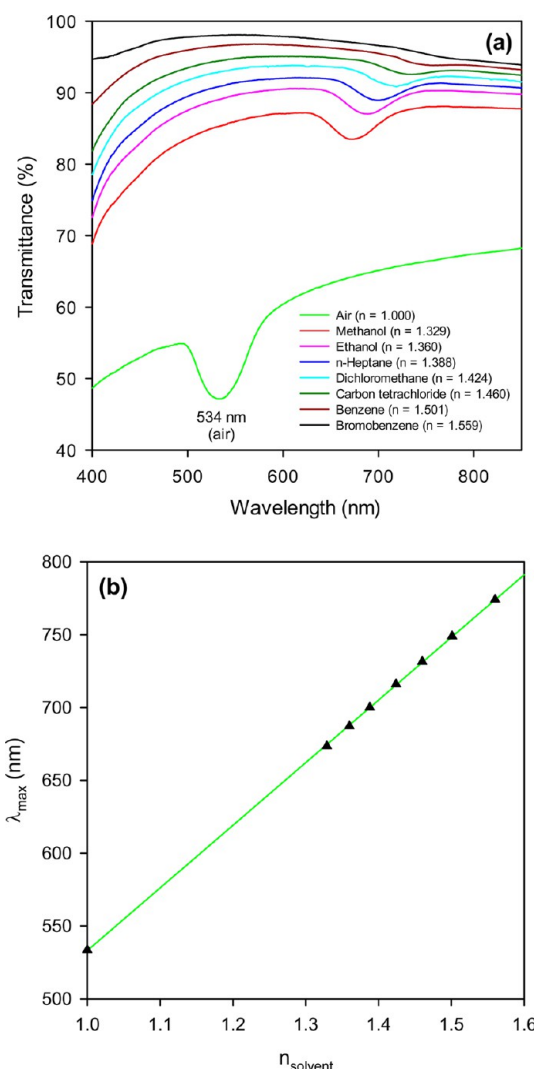 (a)
100
90
80
70
60
50
40
Transmittance (%)
Air (n = 1.000)
Methanol (n = 1.329)
Ethanol (n = 1.360)
n-Heptane (n = 1.388)
Dichloromethane (n = 1.424)
Carbon tetrachloride (n = 1.460)
Benzene (n = 1.501)
Bromobenzene (n = 1.559)
534 nm
(air)
400 500 600 700 800
Wavelength (nm)
(b)
800
750
700
650
600
550
500
λmax (nm)
1.0 1.1 1.2 1.3 1.4 1.5 1.6
nsolvent